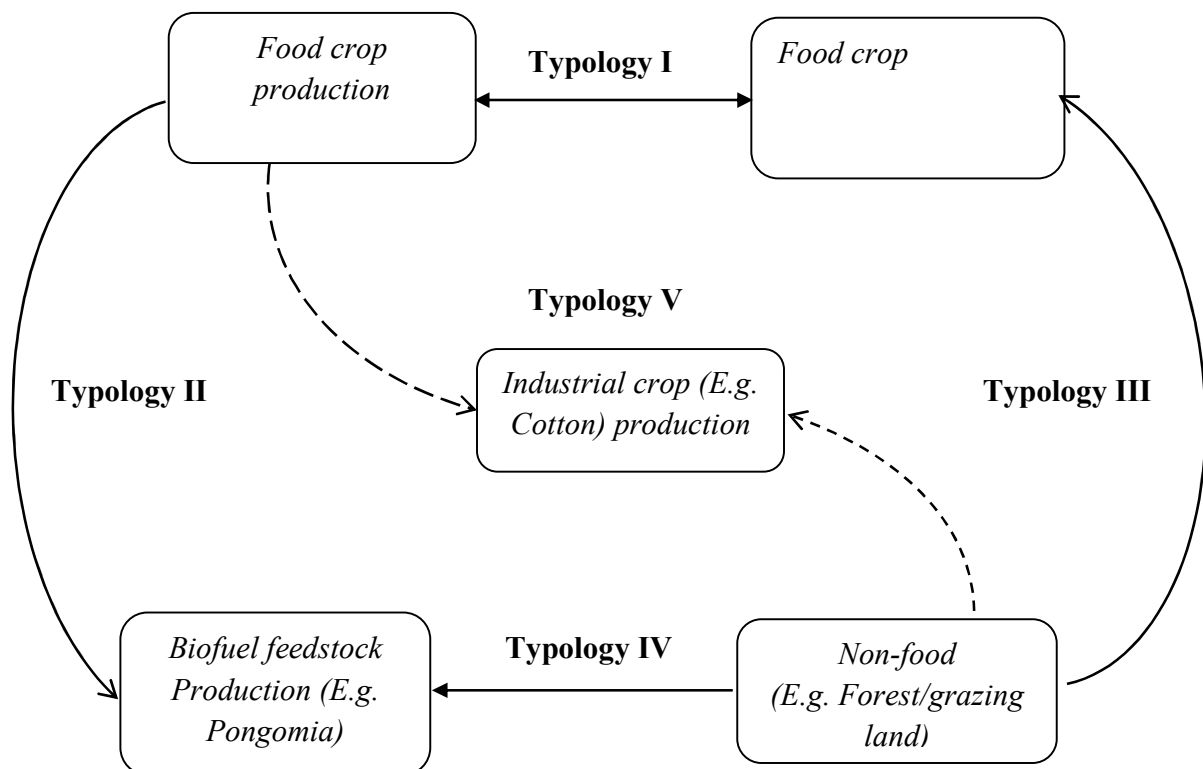 Food crop
production
Typology I
Food crop
Typology V
Industrial crop (E.g.
Cotton) production
Typology II
Typology III
Biofuel feedstock
Production (E.g.
Pongomia)
Typology IV
Non-food
(E.g. Forest/grazing
land)